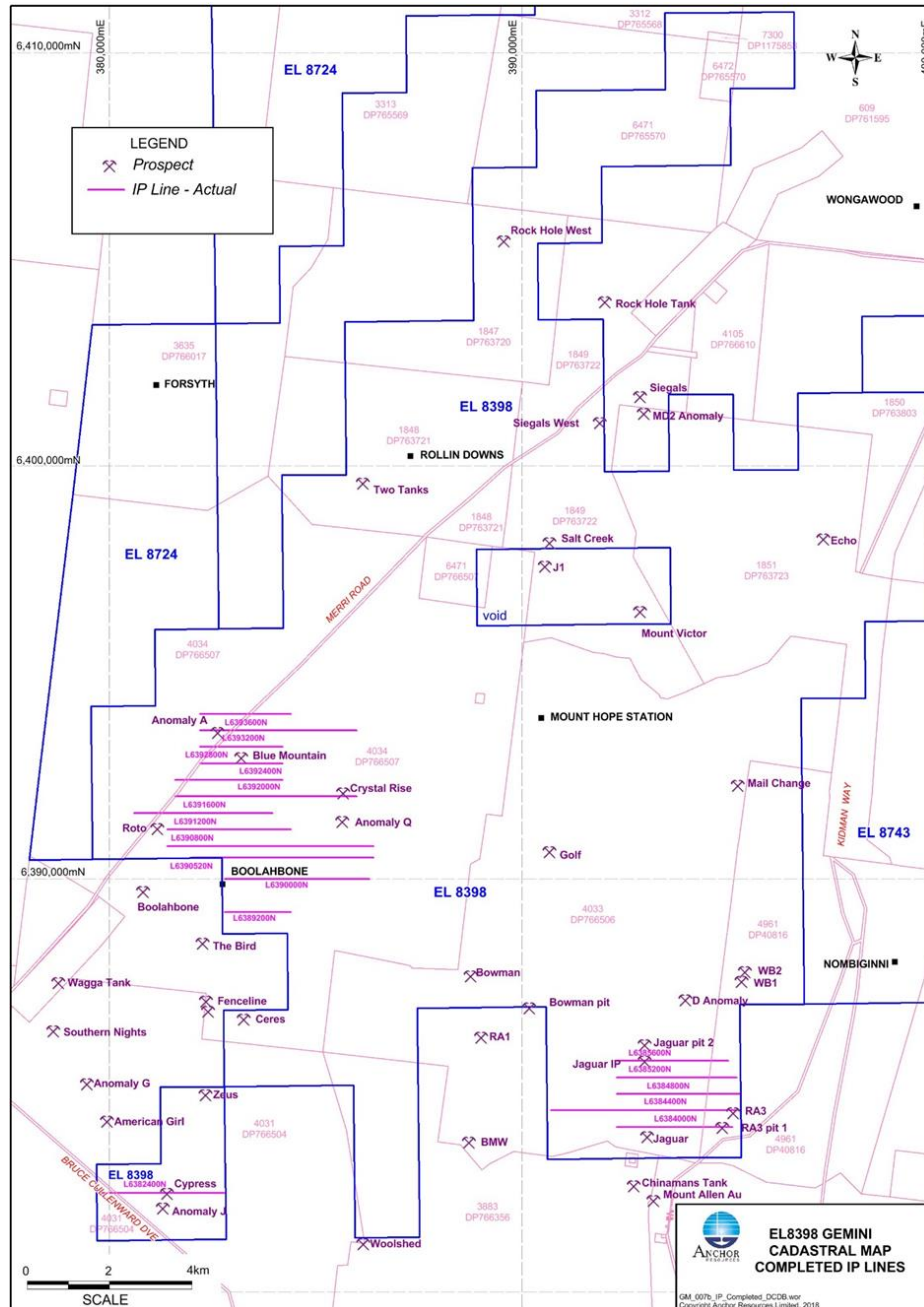 3312
DP765568
7300
DP1175858
6,410,000mN
380,000mE
390,000mE
EL 8724
6472
DP765570
N
W
E
S
3313
DP765569
609
DP761595
6471
DP765570
LEGEND
Prospect
IP Line - Actual
WONGAWOOD
Rock Hole West
Rock Hole Tank
1847
DP763720
4105
DP766610
3635
DP766017
1849
DP763722
FORSYTH
Siegals
EL 8398
MD2 Anomaly
1850
DP763803
Siegals West
1848
DP763721
ROLLIN DOWNS
6,400,000mN
Two Tanks
1848
DP763721
1849
DP763722
Salt Creek
Echo
EL 8724
6471
DP766507
J1
1851
DP763723
MERRI ROAD
void
Mount Victor
4034
DP766507
Anomaly A
L6393600N
MOUNT HOPE STATION
L6393200N
L6392800N
Blue Mountain
4034
DP766507
L6392400N
L6392000N
Crystal Rise
Mail Change
KIDMAN WAY
L6391600N
L6391200N
Anomaly Q
Roto
EL 8743
L6390800N
Golf
L6390520N
BOOLAHBONE
6,390,000mN
L6390000N
EL 8398
Boolahbone
L6389200N
4033
DP766506
4961
DP40816
The Bird
NOMBIGINNI
WB2
Bowman
WB1
Wagga Tank
Fenceline
Bowman pit
D Anomaly
Ceres
Southern Nights
RA1
Jaguar pit 2
L6385600N
Jaguar IP
L6385200N
Anomaly G
L6384800N
Zeus
L6384400N
American Girl
4031
DP766504
RA3
L6384000N
RA3 pit 1
BMW
Jaguar
4961
DP40816
EL 8398
BRUCE CULLENWARD DVE
L6382400N
Cypress
Chinamans Tank
Mount Allen Au
4031
DP766504
Anomaly J
3883
DP766356
Woolshed
0 2 4km
SCALE
ANCHOR
RESOURCES
EL8398 GEMINI
CADASTRAL MAP
COMPLETED IP LINES
GM_007b_IP_Completed_DCDB.wor
Copyright Anchor Resources Limited, 2018